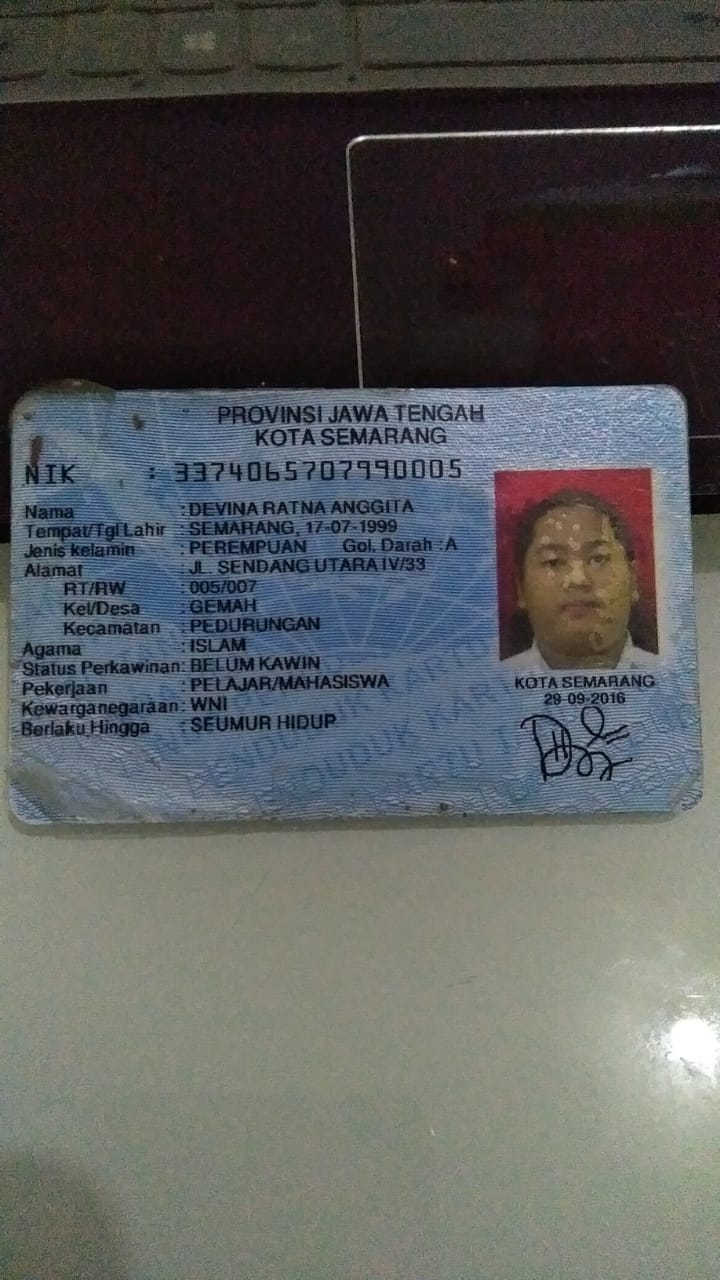 PROVINSI JAWA TENGAH
KOTA SEMARANG
NIK : 3374065707990005
Nama : DEVINA RATNA ANGGITA
Tempat/Tgl Lahir : SEMARANG, 17-07-1999
Jenis kelamin : PEREMPUAN Gol. Darah : A
Alamat : JL. SENDANG UTARA IV/33
RT/RW : 005/007
Kel/Desa : GEMAH
Kecamatan : PEDURUNGAN
Agama : ISLAM
Status Perkawinan: BELUM KAWIN
Pekerjaan : PELAJAR/MAHASISWA
Kewarganegaraan: WNI
Berlaku Hingga : SEUMUR HIDUP
KOTA SEMARANG
29-09-2016